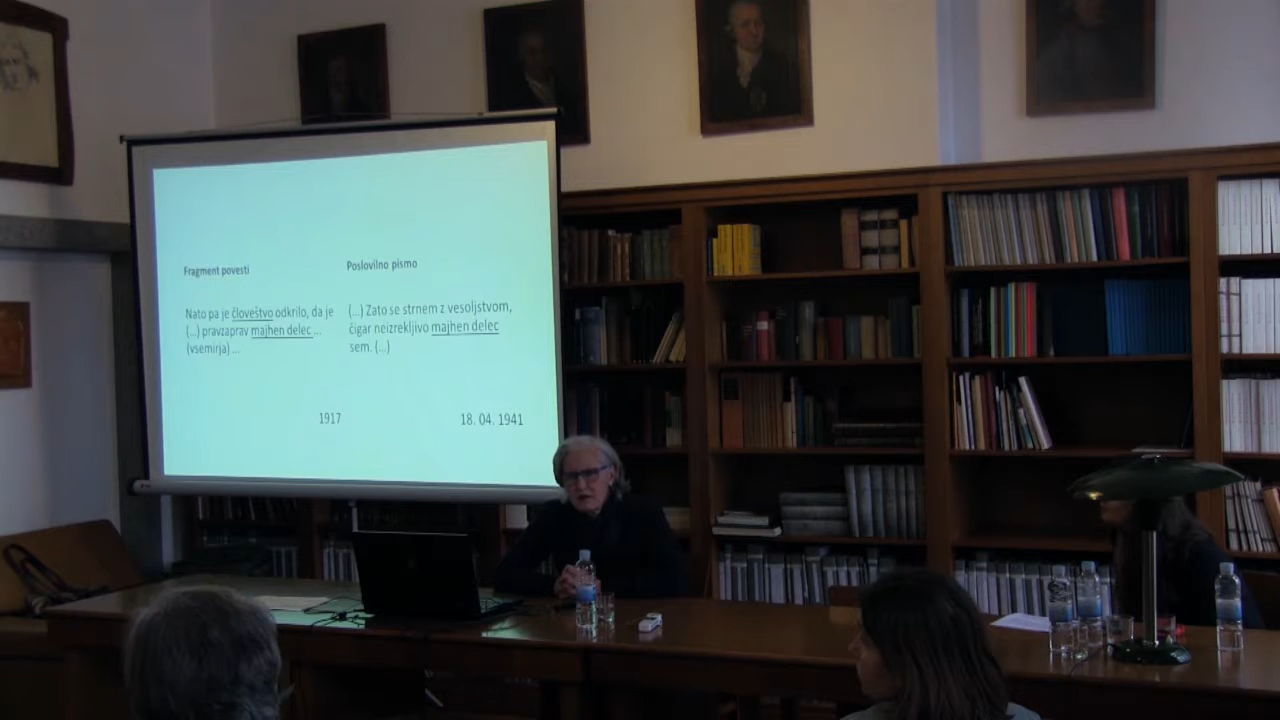 Fragment povesti
Nato pa je človeštvo odkrilo, da je
(...) pravzaprav majhen delec ...
(vsemirja) ...
1917
Poslovilno pismo
(...) Zato se strnem z vesoljstvom,
čigar neizrekljivo majhen delec
sem. (...)
18. 04. 1941